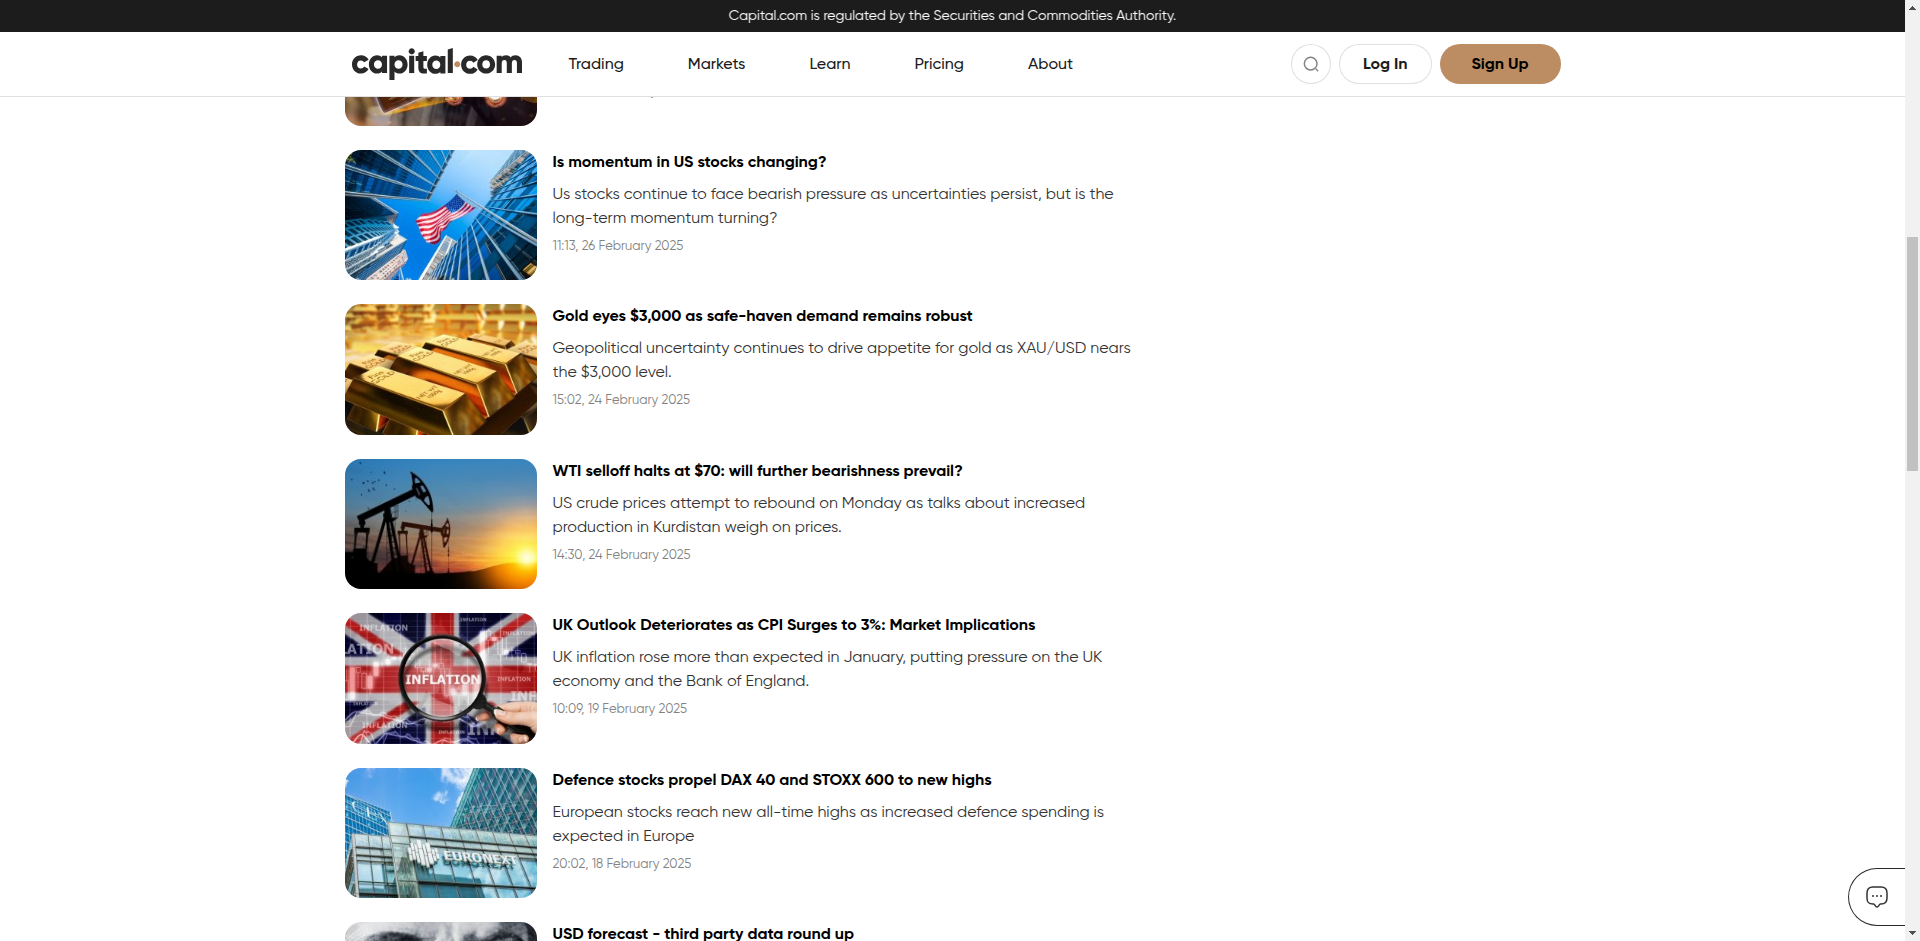 Capital.com is regulated by the Securities and Commodities Authority.
capital.com
Trading
Markets
Learn
Pricing
About
Log In
Sign Up
Is momentum in US stocks changing?
Us stocks continue to face bearish pressure as uncertainties persist, but is the
long-term momentum turning?
11:13, 26 February 2025
Gold eyes $3,000 as safe-haven demand remains robust
Geopolitical uncertainty continues to drive appetite for gold as XAU/USD nears
the $3,000 level.
15:02, 24 February 2025
WTI selloff halts at $70: will further bearishness prevail?
US crude prices attempt to rebound on Monday as talks about increased
production in Kurdistan weigh on prices.
14:30, 24 February 2025
INFLATION
INFLATION
UK Outlook Deteriorates as CPI Surges to 3%: Market Implications
UK inflation rose more than expected in January, putting pressure on the UK
economy and the Bank of England.
10:09, 19 February 2025
EURONEXT
Defence stocks propel DAX 40 and STOXX 600 to new highs
European stocks reach new all-time highs as increased defence spending is
expected in Europe
20:02, 18 February 2025
USD forecast - third party data round up